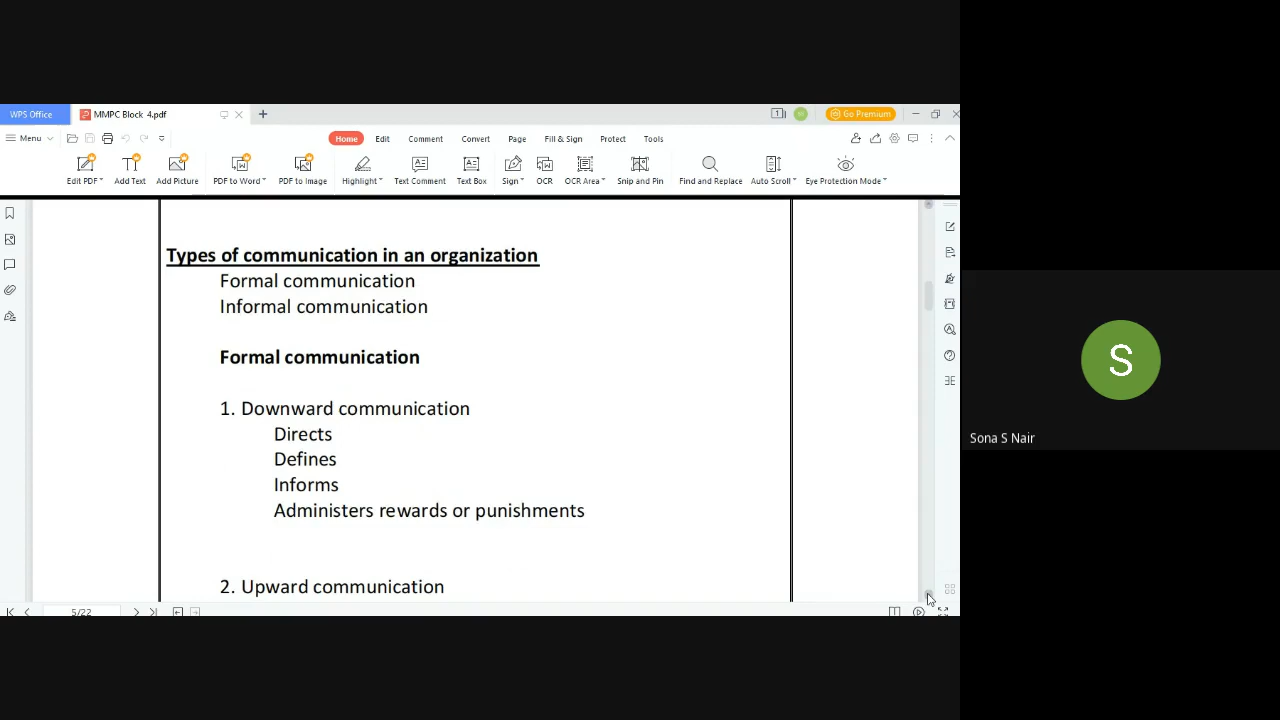 WPS Office
MMPC Block 4.pdf
Go Premium
Menu
Home Edit Comment Convert Page Fill & Sign Protect Tools
Edit PDF Add Text Add Picture PDF to Word PDF to Image Highlight Text Comment Text Box Sign OCR OCR Area Snip and Pin Find and Replace Auto Scroll Eye Protection Mode
Types of communication in an organization
Formal communication
Informal communication
Formal communication
1. Downward communication
Directs
Defines
Informs
Administers rewards or punishments
2. Upward communication
5/22
S
Sona S Nair